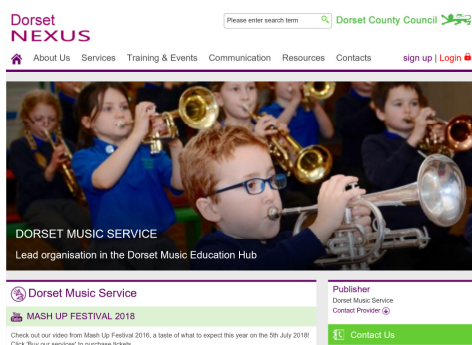 Dorset
NEXUS
Please enter search term
Dorset County Council
About Us Services Training & Events Communication Resources Contacts sign up | Login
DORSET MUSIC SERVICE
Lead organisation in the Dorset Music Education Hub
Dorset Music Service
MASH UP FESTIVAL 2018
Check out our video from Mash Up Festival 2016, a taste of what to expect this year on the 5th July 2018!
Click 'Buy our services' to purchase tickets.
Publisher
Dorset Music Service
Contact Provider
Contact Us